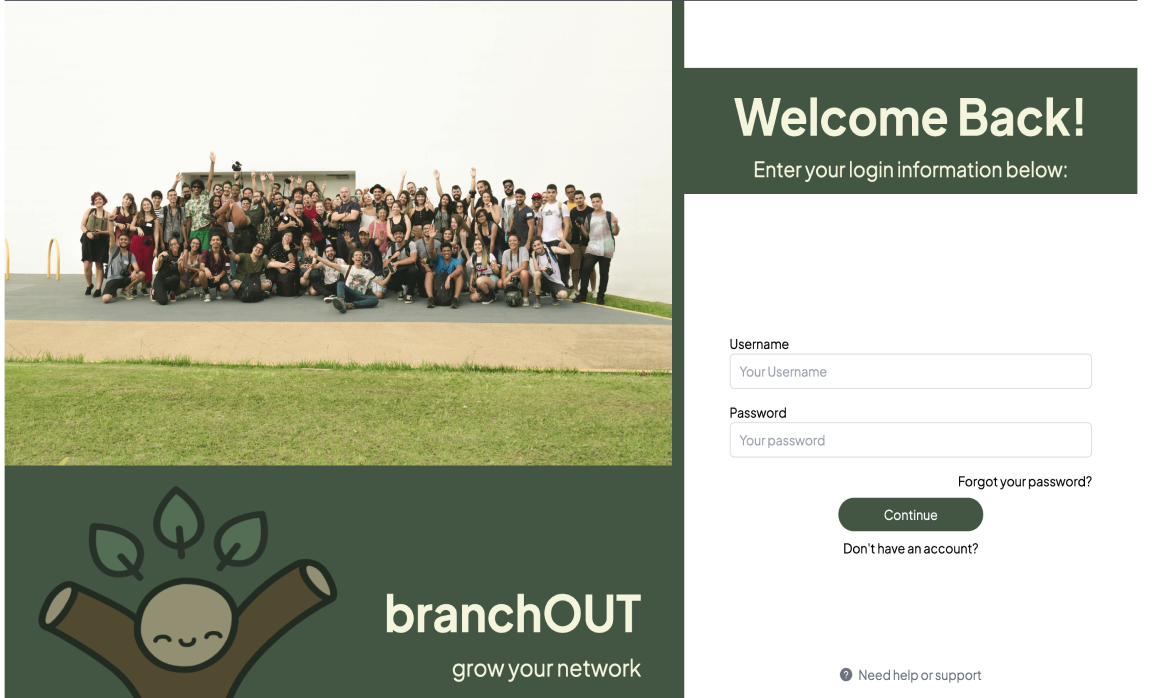 branchOUT
grow your network
Welcome Back!
Enter your login information below:
Username
Your Username
Password
Your password
Forgot your password?
Continue
Don't have an account?
? Need help or support